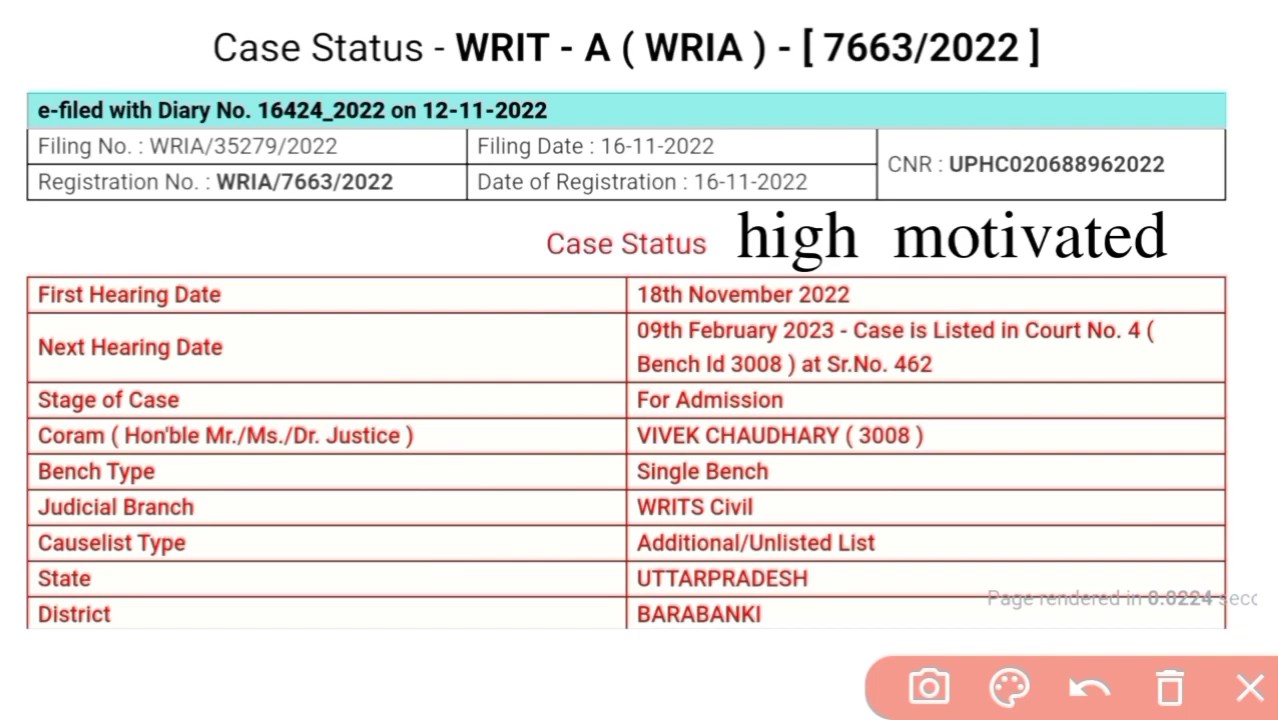 Case Status - WRIT - A ( WRIA ) - [ 7663/2022 ]
e-filed with Diary No. 16424_2022 on 12-11-2022
Filing No. : WRIA/35279/2022 Filing Date : 16-11-2022 CNR : UPHC020688962022
Registration No. : WRIA/7663/2022 Date of Registration : 16-11-2022
Case Status high motivated
First Hearing Date 18th November 2022
Next Hearing Date 09th February 2023 - Case is Listed in Court No. 4 (
Bench Id 3008 ) at Sr.No. 462
Stage of Case For Admission
Coram ( Hon'ble Mr./Ms./Dr. Justice ) VIVEK CHAUDHARY ( 3008 )
Bench Type Single Bench
Judicial Branch WRITS Civil
Causelist Type Additional/Unlisted List
State UTTARPRADESH
Page rendered in 0.0224 seco
District BARABANKI